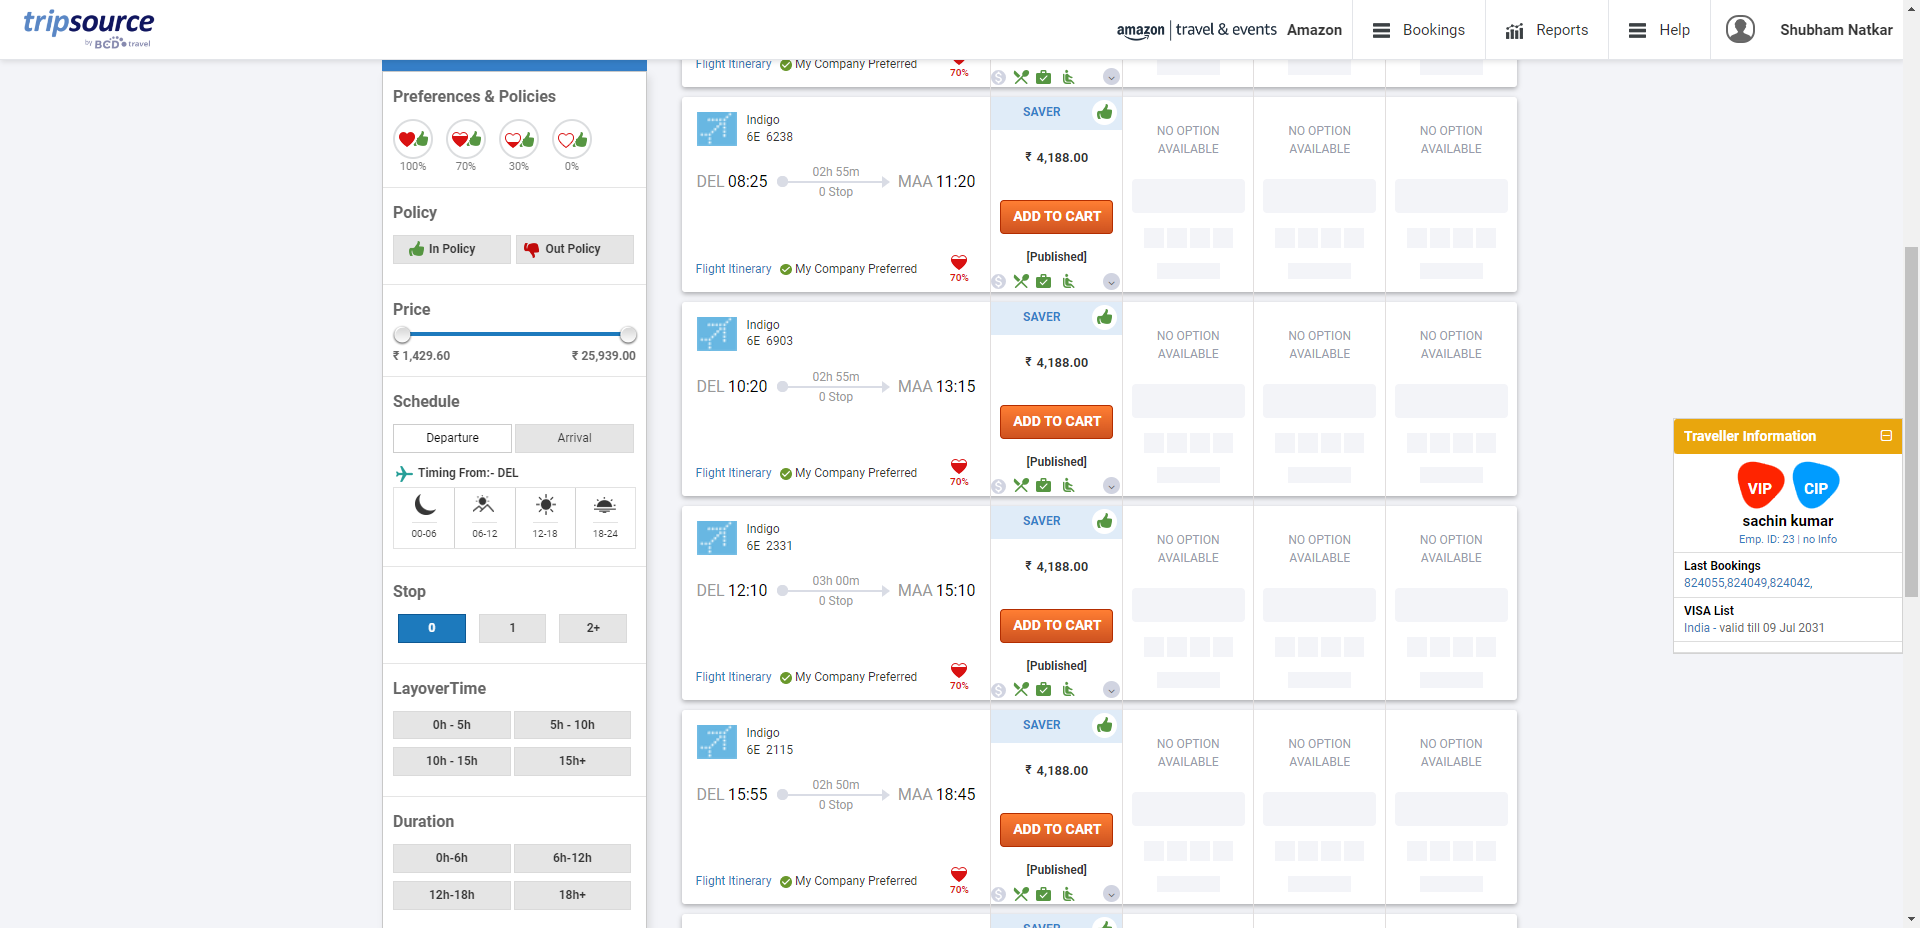 tripsource
by BCD travel
amazon | travel & events Amazon
Bookings
Reports
Help
Shubham Natkar
Preferences & Policies
100% 70% 30% 0%
Policy
In Policy Out Policy
Price
₹ 1,429.60 ₹ 25,939.00
Schedule
Departure Arrival
Timing From:- DEL
00-06 06-12 12-18 18-24
Stop
0 1 2+
LayoverTime
0h - 5h 5h - 10h
10h - 15h 15h+
Duration
0h-6h 6h-12h
12h-18h 18h+
Flight Itinerary My Company Preferred 70%
Indigo
6E 6238
DEL 08:25 02h 55m 0 Stop MAA 11:20
Flight Itinerary My Company Preferred 70%
SAVER
₹ 4,188.00
ADD TO CART
[Published]
NO OPTION AVAILABLE
NO OPTION AVAILABLE
NO OPTION AVAILABLE
Indigo
6E 6903
DEL 10:20 02h 55m 0 Stop MAA 13:15
Flight Itinerary My Company Preferred 70%
SAVER
₹ 4,188.00
ADD TO CART
[Published]
NO OPTION AVAILABLE
NO OPTION AVAILABLE
NO OPTION AVAILABLE
Indigo
6E 2331
DEL 12:10 03h 00m 0 Stop MAA 15:10
Flight Itinerary My Company Preferred 70%
SAVER
₹ 4,188.00
ADD TO CART
[Published]
NO OPTION AVAILABLE
NO OPTION AVAILABLE
NO OPTION AVAILABLE
Indigo
6E 2115
DEL 15:55 02h 50m 0 Stop MAA 18:45
Flight Itinerary My Company Preferred 70%
SAVER
₹ 4,188.00
ADD TO CART
[Published]
NO OPTION AVAILABLE
NO OPTION AVAILABLE
NO OPTION AVAILABLE
SAVER
Traveller Information
VIP CIP
sachin kumar
Emp. ID: 23 | no Info
Last Bookings
824055,824049,824042,
VISA List
India - valid till 09 Jul 2031